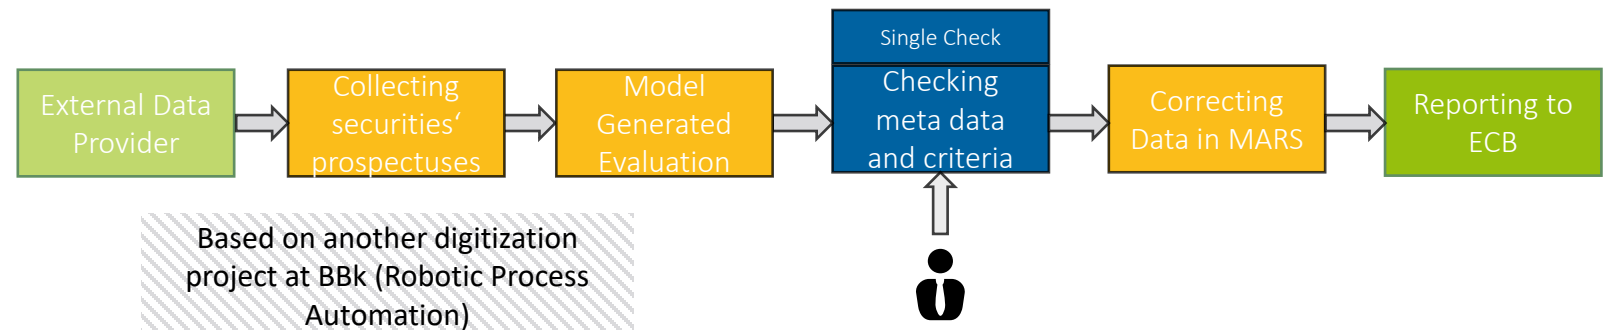 External Data
Provider
Collecting
securities‘
prospectuses
Model
Generated
Evaluation
Single Check
Checking
meta data
and criteria
Correcting
Data in MARS
Reporting to
ECB
Based on another digitization
project at BBk (Robotic Process
Automation)